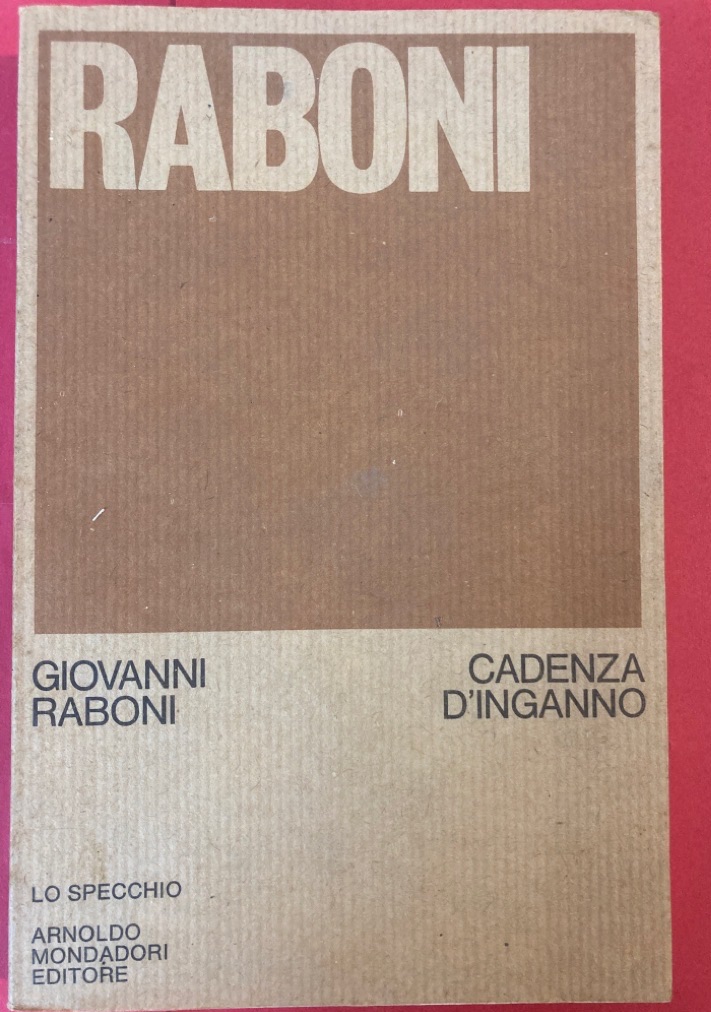 RABONI
GIOVANNI
RABONI
CADENZA
D'INGANNO
LO SPECCHIO
ARNOLDO
MONDADORI
EDITORE